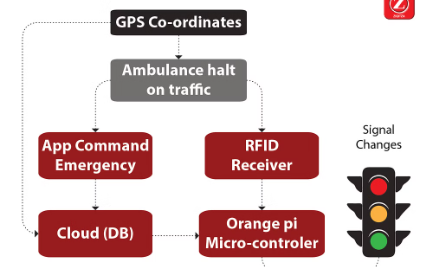 GPS Co-ordinates
Ambulance halt
on traffic
App Command
Emergency
RFID
Receiver
Signal
Changes
Cloud (DB)
Orange pi
Micro-controler